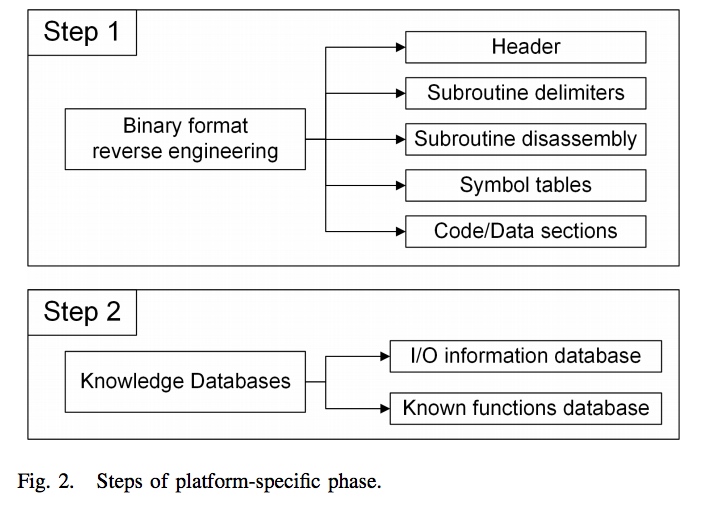 Step 1
Binary format
reverse engineering
Header
Subroutine delimiters
Subroutine disassembly
Symbol tables
Code/Data sections
Step 2
Knowledge Databases
I/O information database
Known functions database
Fig. 2. Steps of platform-specific phase.